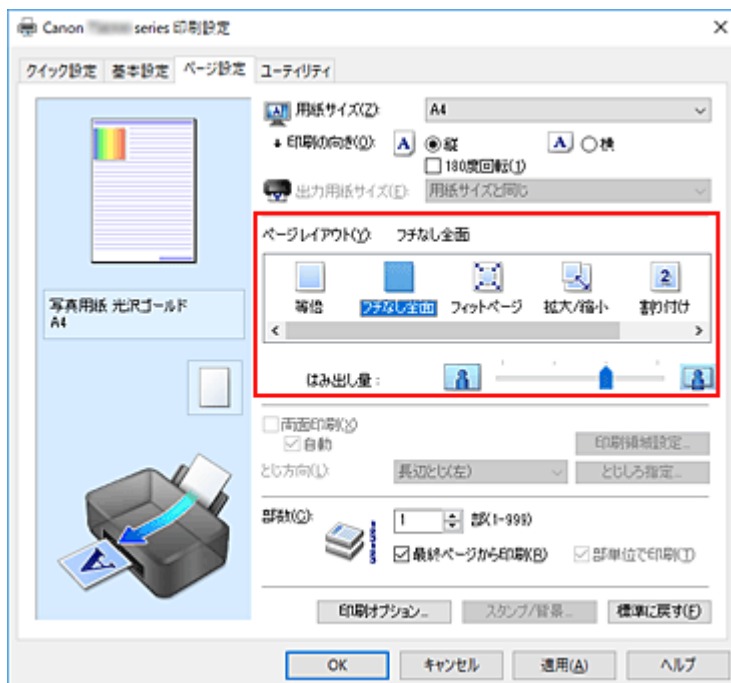 Canon series 印刷設定
クイック設定 基本設定 ページ設定 ユーティリティ
用紙サイズ(Z): A4
印刷の向き(O): A 縦 A 横
180度回転(1)
出力用紙サイズ(E): 用紙サイズと同じ
ページレイアウト(Y): フチなし全面
等倍 フチなし全面 フィットページ 拡大/縮小 割り付け
写真用紙 光沢ゴールド
A4
はみ出し量:
両面印刷(X)
自動 印刷領域設定...
とじ方向(L): 長辺とじ(左) とじしろ指定...
部数(C): 1 部(1-999)
最終ページから印刷(R) 部単位で印刷(T)
印刷オプション... スタンプ/背景... 標準に戻す(F)
OK キャンセル 適用(A) ヘルプ